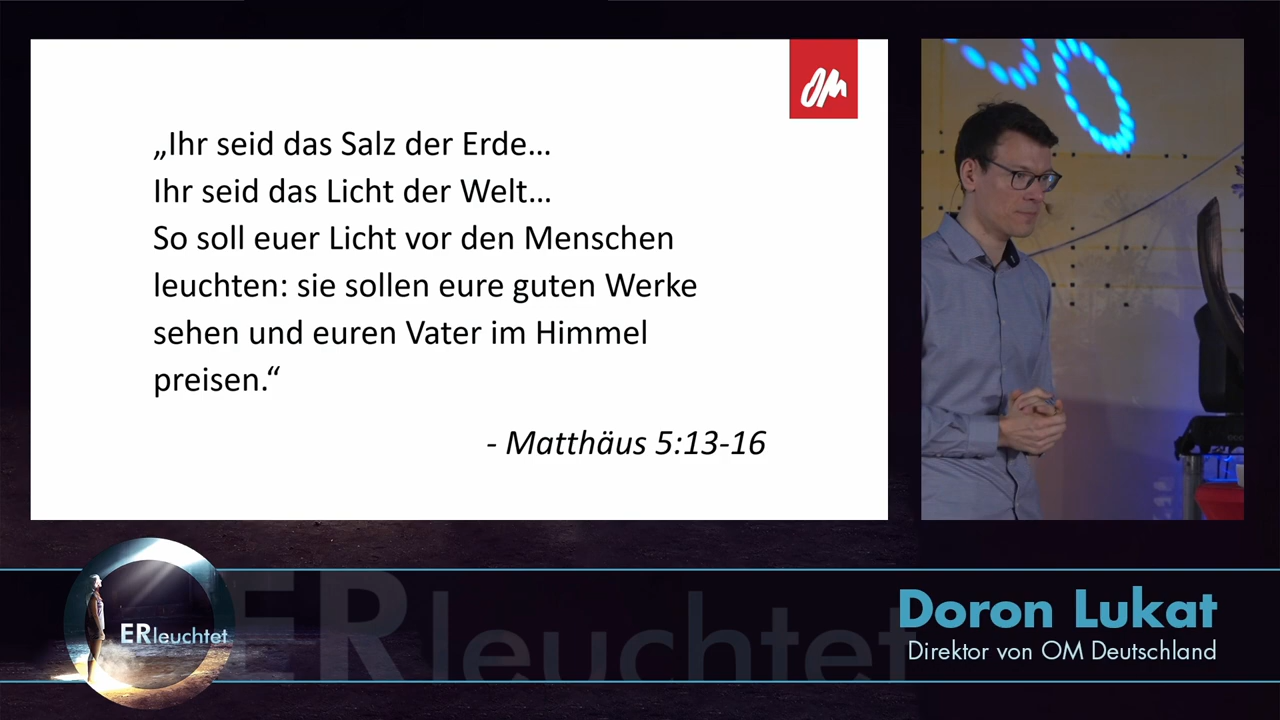 OM
„Ihr seid das Salz der Erde...
Ihr seid das Licht der Welt...
So soll euer Licht vor den Menschen
leuchten: sie sollen eure guten Werke
sehen und euren Vater im Himmel
preisen.“
- Matthäus 5:13-16
ERleuchtet
ERleuchtet
Doron Lukat
Direktor von OM Deutschland